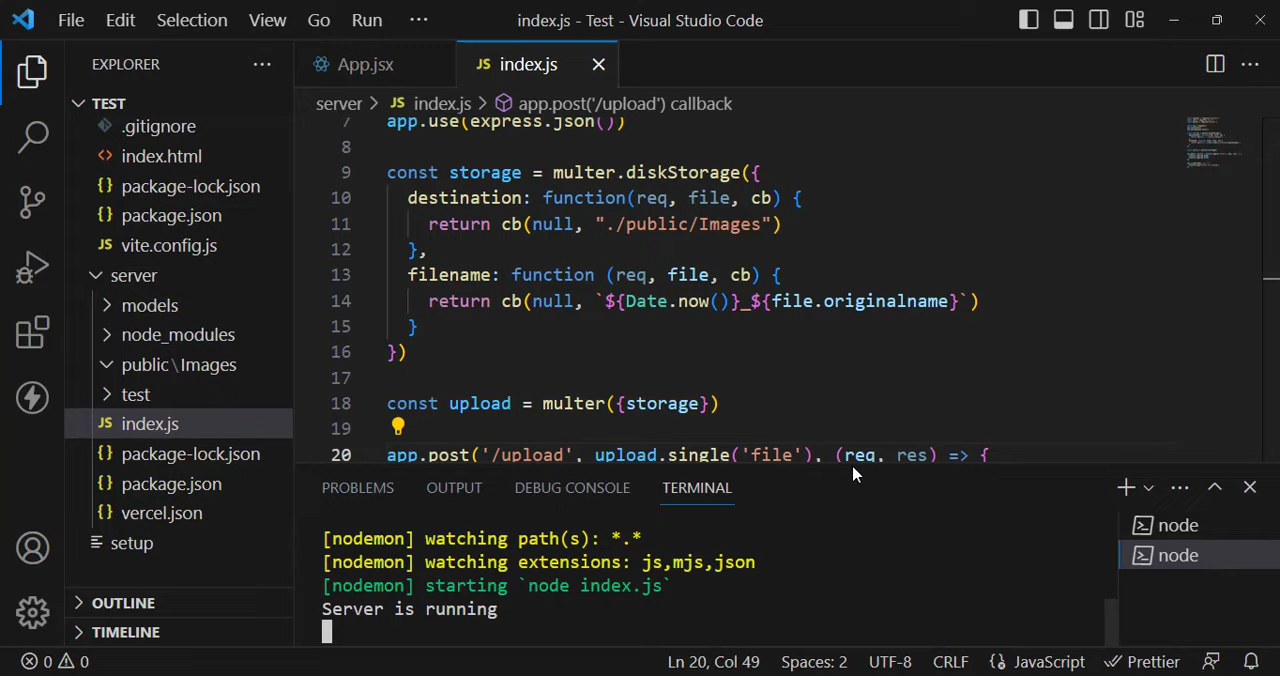 File Edit Selection View Go Run ··· index.js - Test - Visual Studio Code
EXPLORER ···
App.jsx
JS index.js
server > JS index.js > app.post('/upload') callback
TEST
.gitignore
<> index.html
{} package-lock.json
{} package.json
JS vite.config.js
server
models
node_modules
public\Images
test
JS index.js
{} package-lock.json
{} package.json
{} vercel.json
setup
OUTLINE
TIMELINE
7 app.use(express.json())
8
9 const storage = multer.diskStorage({
10 destination: function(req, file, cb) {
11 return cb(null, "./public/Images")
12 },
13 filename: function (req, file, cb) {
14 return cb(null, `${Date.now()}_${file.originalname}`)
15 }
16 })
17
18 const upload = multer({storage})
19
20 app.post('/upload', upload.single('file'), (req, res) => {
PROBLEMS OUTPUT DEBUG CONSOLE TERMINAL
[nodemon] watching path(s): *.*
[nodemon] watching extensions: js,mjs,json
[nodemon] starting `node index.js`
Server is running
node
node
0 0 Ln 20, Col 49 Spaces: 2 UTF-8 CRLF {} JavaScript Prettier